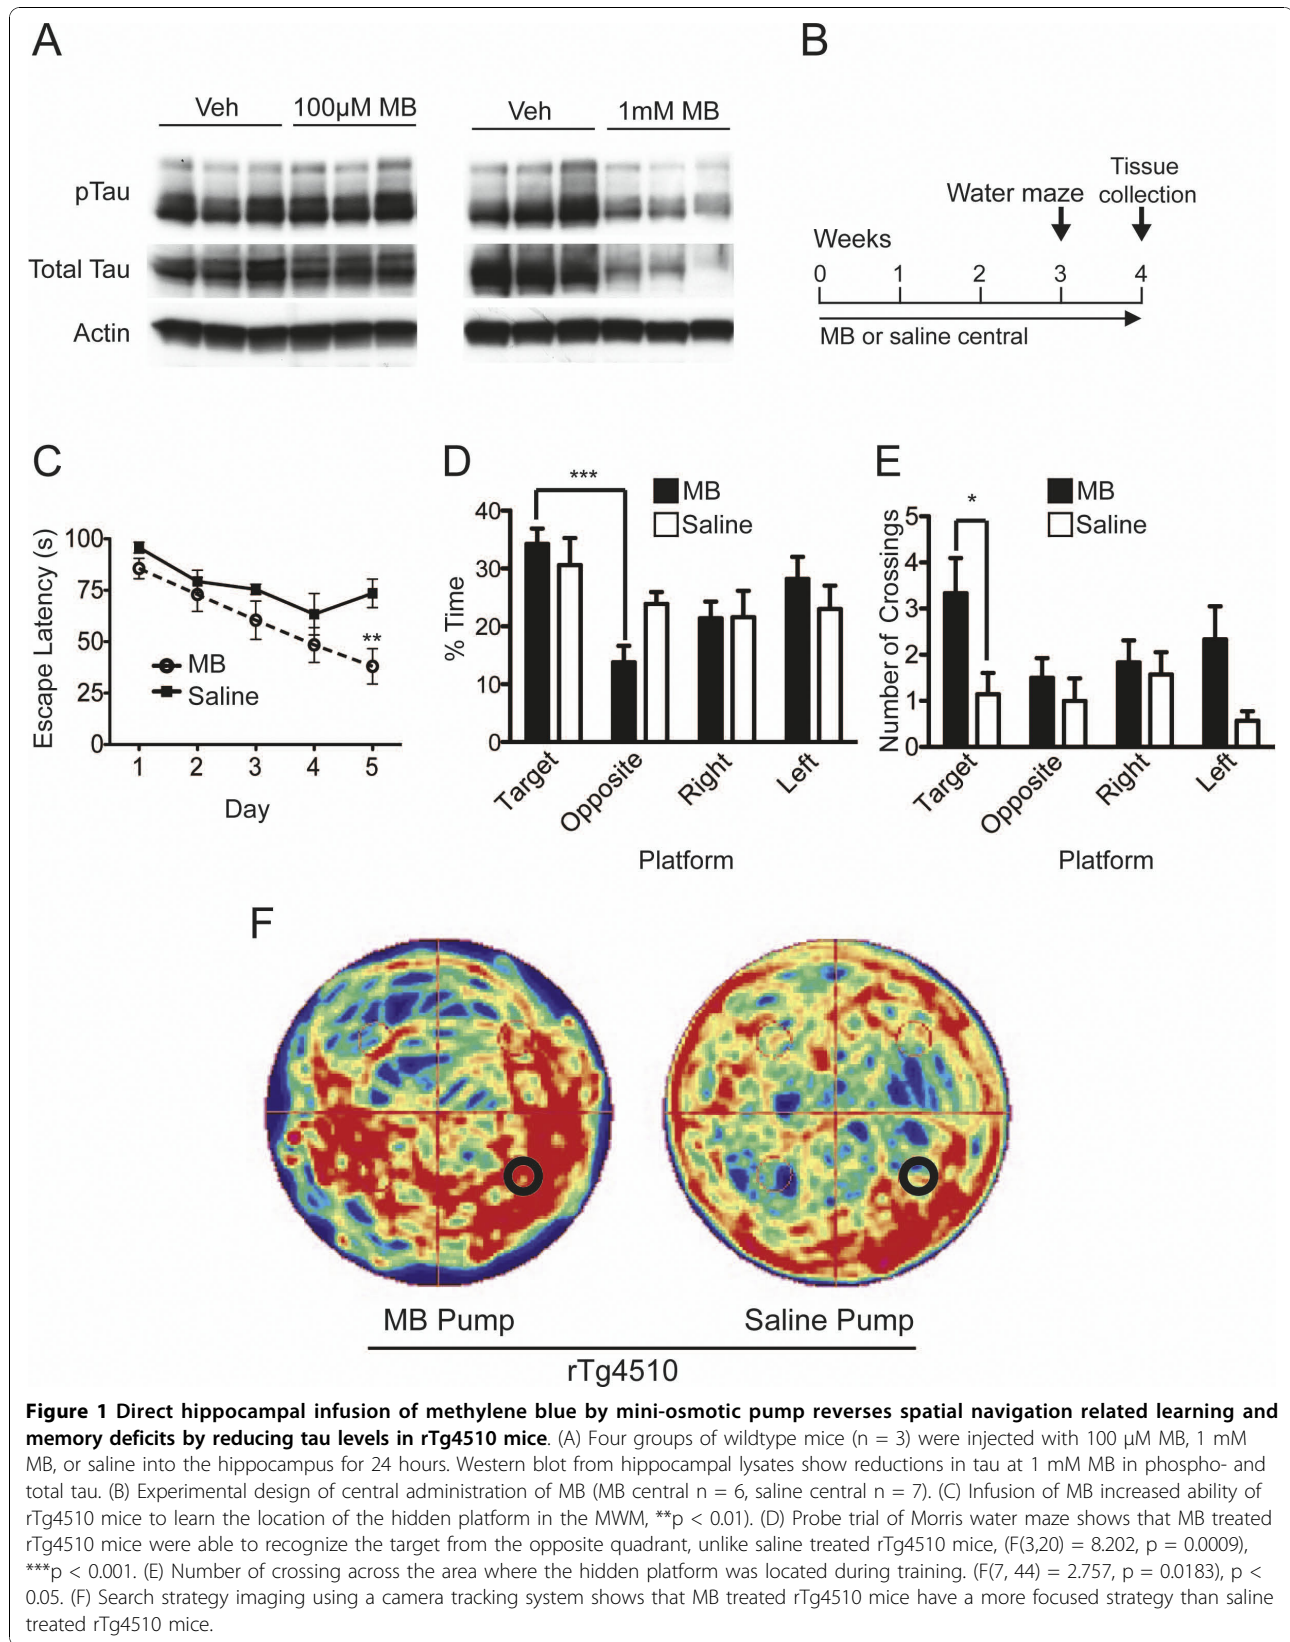 A
Veh
100µM MB
Veh
1mM MB
pTau
Total Tau
Actin
B
Tissue
Water maze collection
Weeks
0 1 2 3 4
MB or saline central
C
Escape Latency (s)
100
75
50
25
0
**
MB
Saline
1 2 3 4 5
Day
D
***
MB
Saline
% Time
40
30
20
10
0
Target
Opposite
Right
Left
Platform
E
*
MB
Saline
Number of Crossings
5
4
3
2
1
0
Target
Opposite
Right
Left
Platform
F
MB Pump
Saline Pump
rTg4510
Figure 1 Direct hippocampal infusion of methylene blue by mini-osmotic pump reverses spatial navigation related learning and
memory deficits by reducing tau levels in rTg4510 mice. (A) Four groups of wildtype mice (n = 3) were injected with 100 μM MB, 1 mM
MB, or saline into the hippocampus for 24 hours. Western blot from hippocampal lysates show reductions in tau at 1 mM MB in phospho- and
total tau. (B) Experimental design of central administration of MB (MB central n = 6, saline central n = 7). (C) Infusion of MB increased ability of
rTg4510 mice to learn the location of the hidden platform in the MWM, **p < 0.01). (D) Probe trial of Morris water maze shows that MB treated
rTg4510 mice were able to recognize the target from the opposite quadrant, unlike saline treated rTg4510 mice, (F(3,20) = 8.202, p = 0.0009),
***p < 0.001. (E) Number of crossing across the area where the hidden platform was located during training. (F(7, 44) = 2.757, p = 0.0183), p <
0.05. (F) Search strategy imaging using a camera tracking system shows that MB treated rTg4510 mice have a more focused strategy than saline
treated rTg4510 mice.